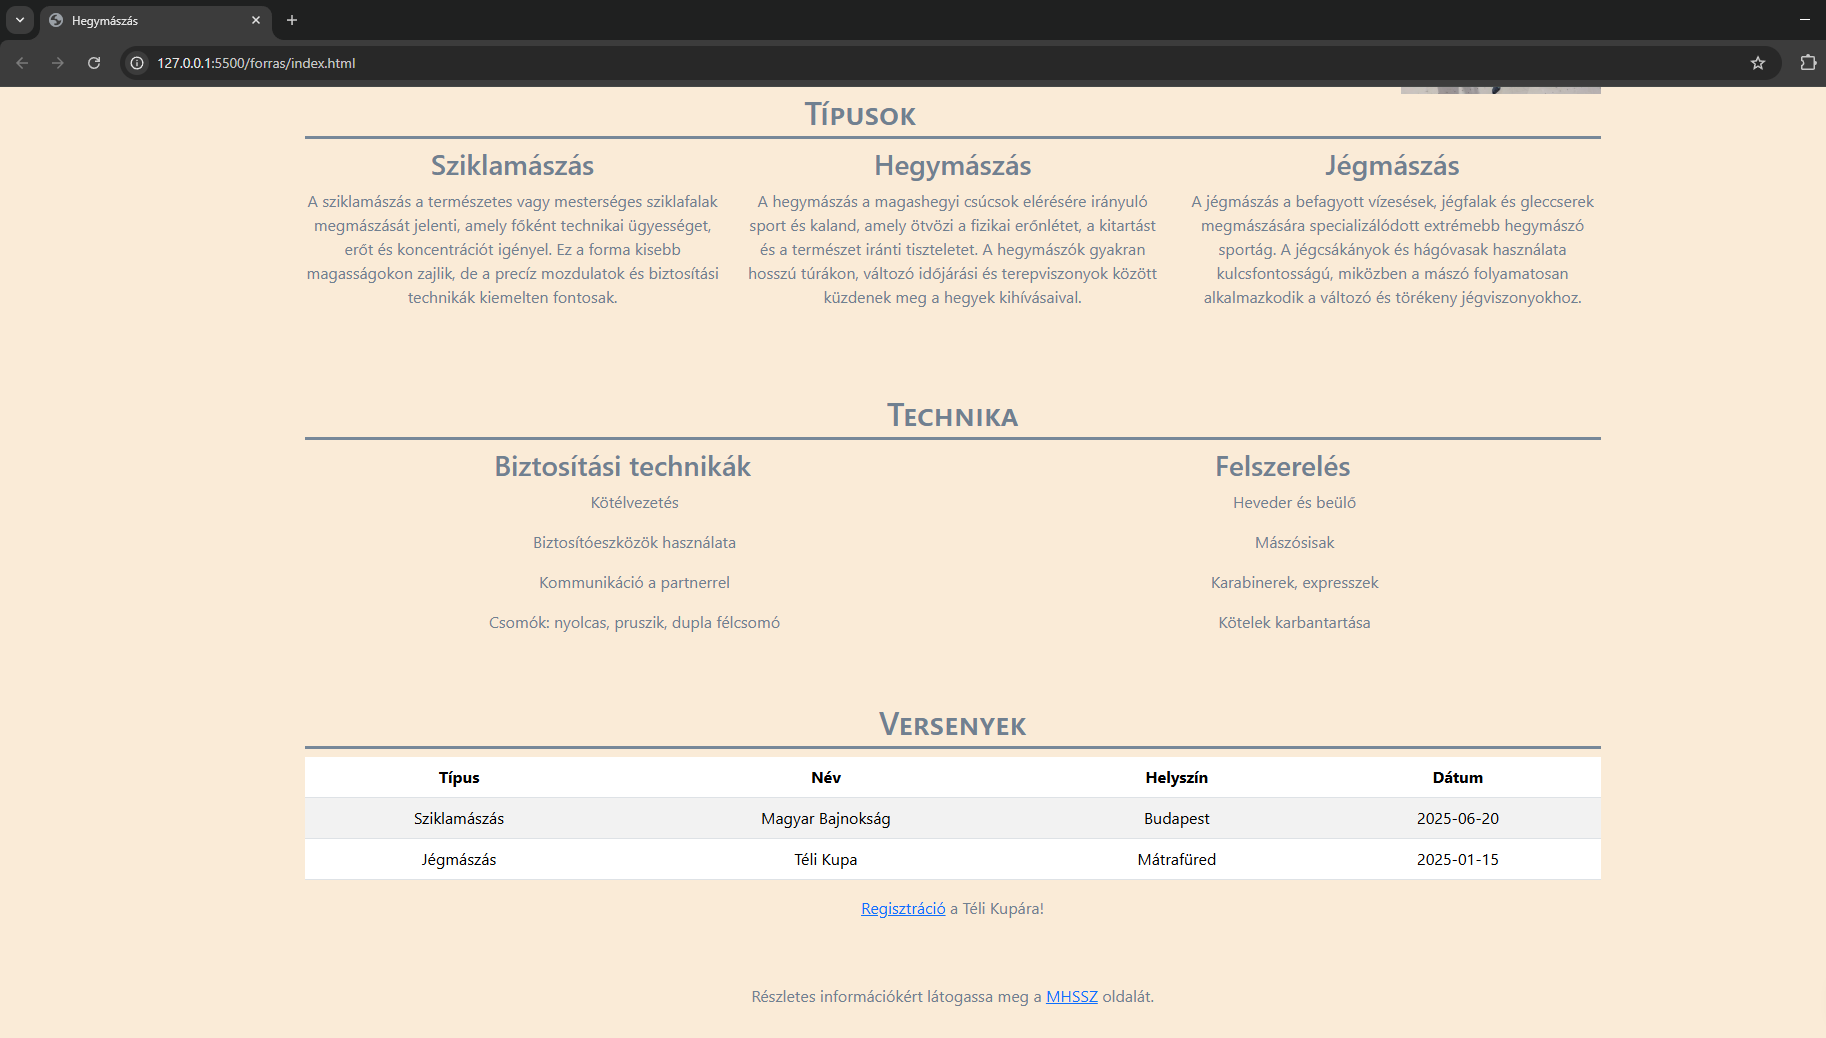 Hegymászás
127.0.0.1:5500/forras/index.html
Típusok
Sziklamászás
A sziklamászás a természetes vagy mesterséges sziklafalak
megmászását jelenti, amely főként technikai ügyességet,
erőt és koncentrációt igényel. Ez a forma kisebb
magasságokon zajlik, de a precíz mozdulatok és biztosítási
technikák kiemelten fontosak.
Hegymászás
A hegymászás a magashegyi csúcsok elérésére irányuló
sport és kaland, amely ötvözi a fizikai erőnlétet, a kitartást
és a természet iránti tiszteletet. A hegymászók gyakran
hosszú túrákon, változó időjárási és terepviszonyok között
küzdenek meg a hegyek kihívásaival.
Jégmászás
A jégmászás a befagyott vízesések, jégfalak és gleccserek
megmászására specializálódott extrémebb hegymászó
sportág. A jégcsákányok és hágóvasak használata
kulcsfontosságú, miközben a mászó folyamatosan
alkalmazkodik a változó és törékeny jégviszonyokhoz.
Technika
Biztosítási technikák
Kötélvezetés
Biztosítóeszközök használata
Kommunikáció a partnerrel
Csomók: nyolcas, pruszik, dupla félcsomó
Felszerelés
Heveder és beülő
Mászósisak
Karabinerek, expresszek
Kötelek karbantartása
Versenyek
Típus Név Helyszín Dátum
Sziklamászás Magyar Bajnokság Budapest 2025-06-20
Jégmászás Téli Kupa Mátrafüred 2025-01-15
Regisztráció a Téli Kupára!
Részletes információkért látogassa meg a MHSSZ oldalát.